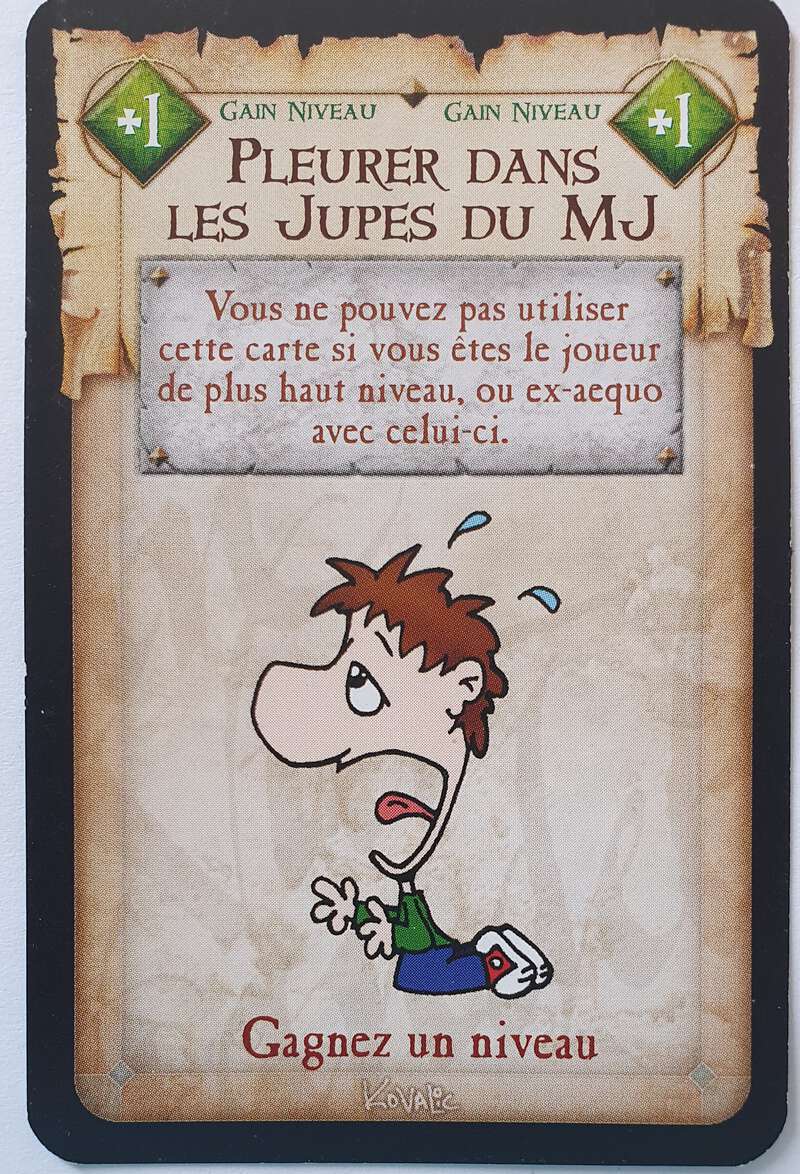 +1 Gain Niveau Gain Niveau +1
Pleurer dans
les Jupes du MJ
Vous ne pouvez pas utiliser
cette carte si vous êtes le joueur
de plus haut niveau, ou ex-aequo
avec celui-ci.
Gagnez un niveau
Kovalic